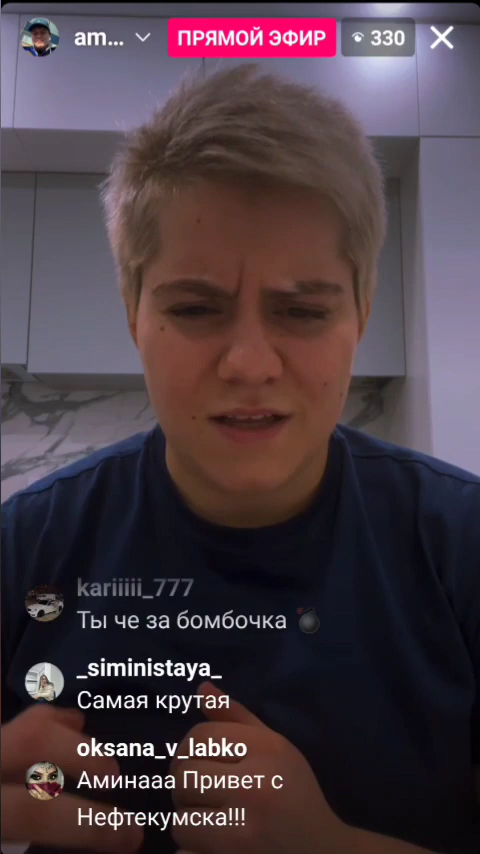 am...
ПРЯМОЙ ЭФИР
330
kariiiii_777
Ты че за бомбочка 💣
_siministaya_
Самая крутая
oksana_v_labko
Аминааа Привет с
Нефтекумска!!!